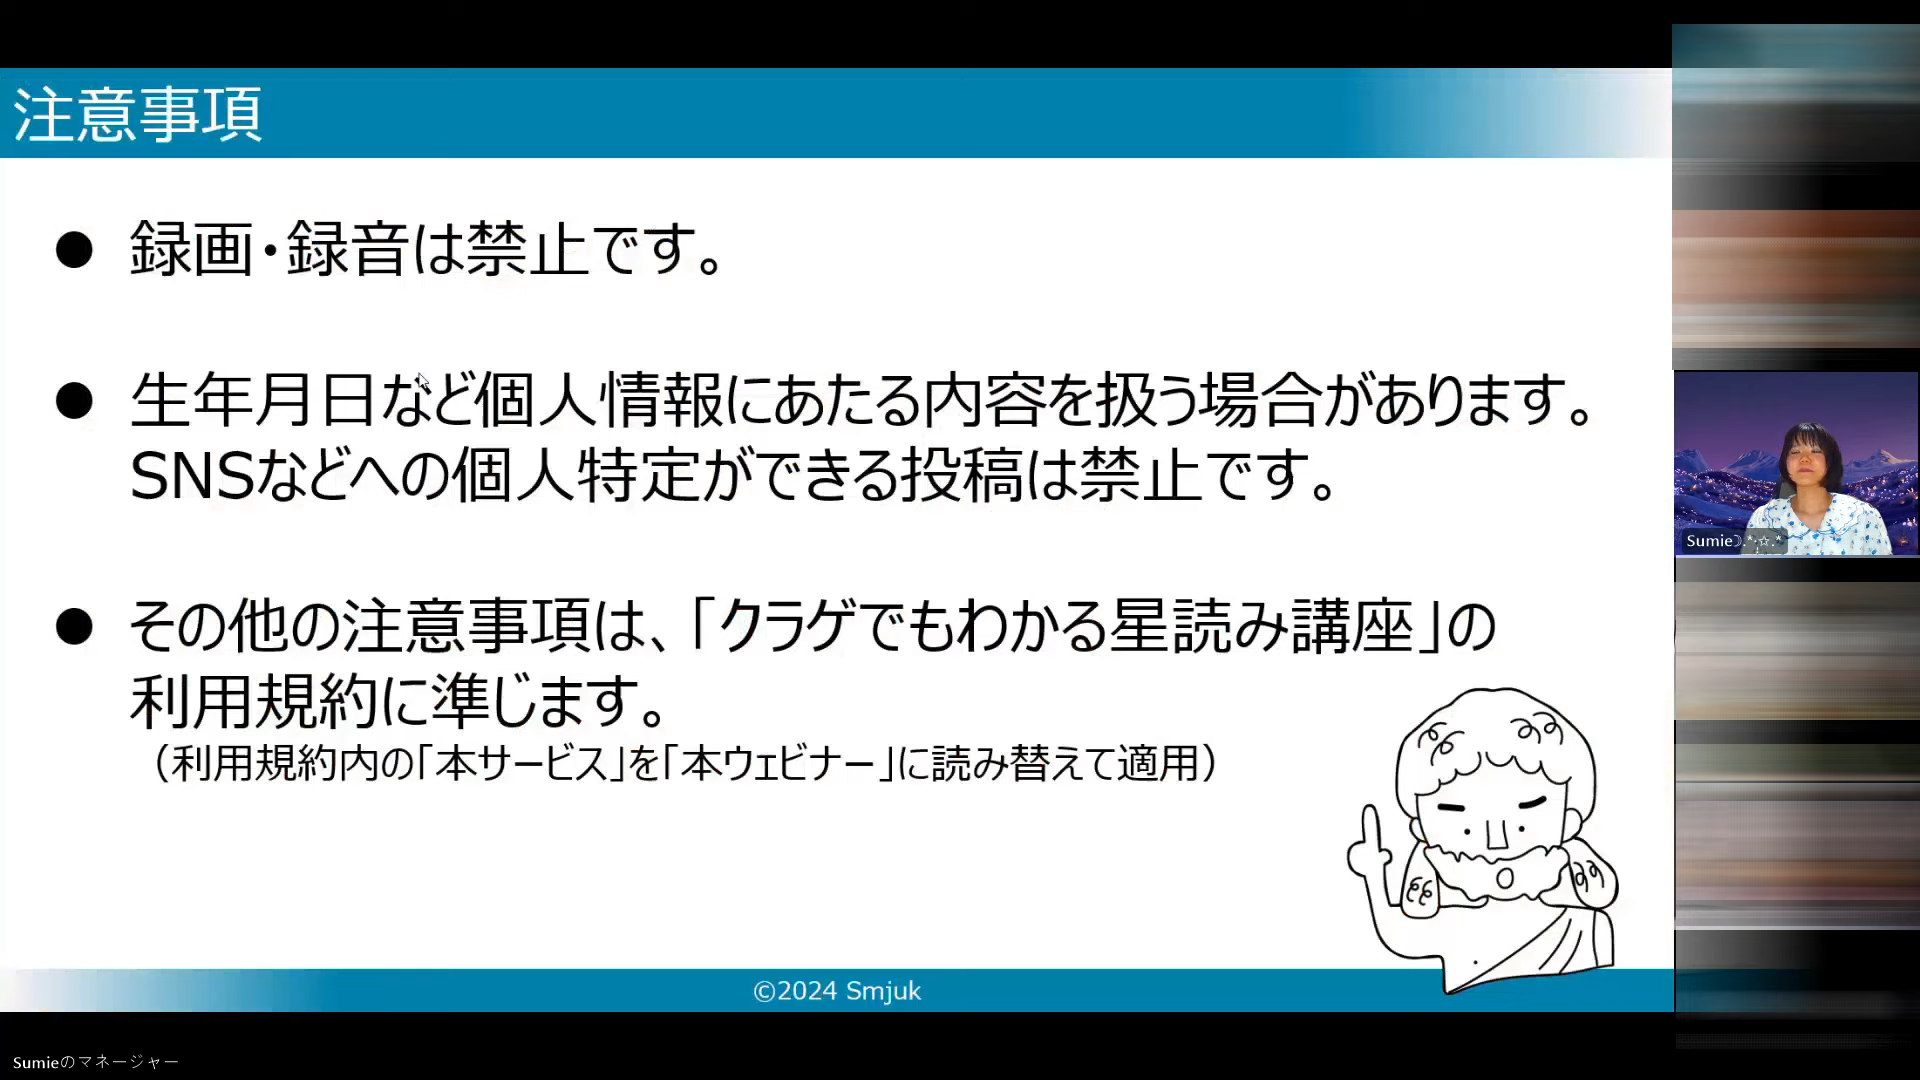 注意事項
● 録画・録音は禁止です。
● 生年月日など個人情報にあたる内容を扱う場合があります。
SNSなどへの個人特定ができる投稿は禁止です。
● その他の注意事項は、「クラゲでもわかる星読み講座」の
利用規約に準じます。
（利用規約内の「本サービス」を「本ウェビナー」に読み替えて適用）
©2024 Smjuk
Sumie☽.*·☆.*
Sumieのマネージャー